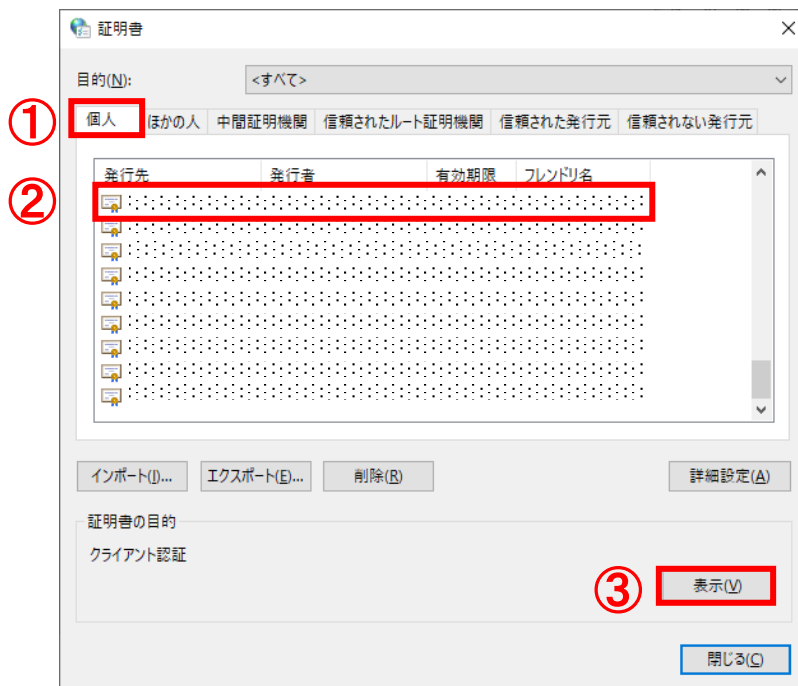 証明書
目的(N): <すべて>
① 個人 ほかの人 中間証明機関 信頼されたルート証明機関 信頼された発行元 信頼されない発行元
発行先 発行者 有効期限 フレンドリ名
②
インポート(I)... エクスポート(E)... 削除(R) 詳細設定(A)
証明書の目的
クライアント認証
③ 表示(V)
閉じる(C)